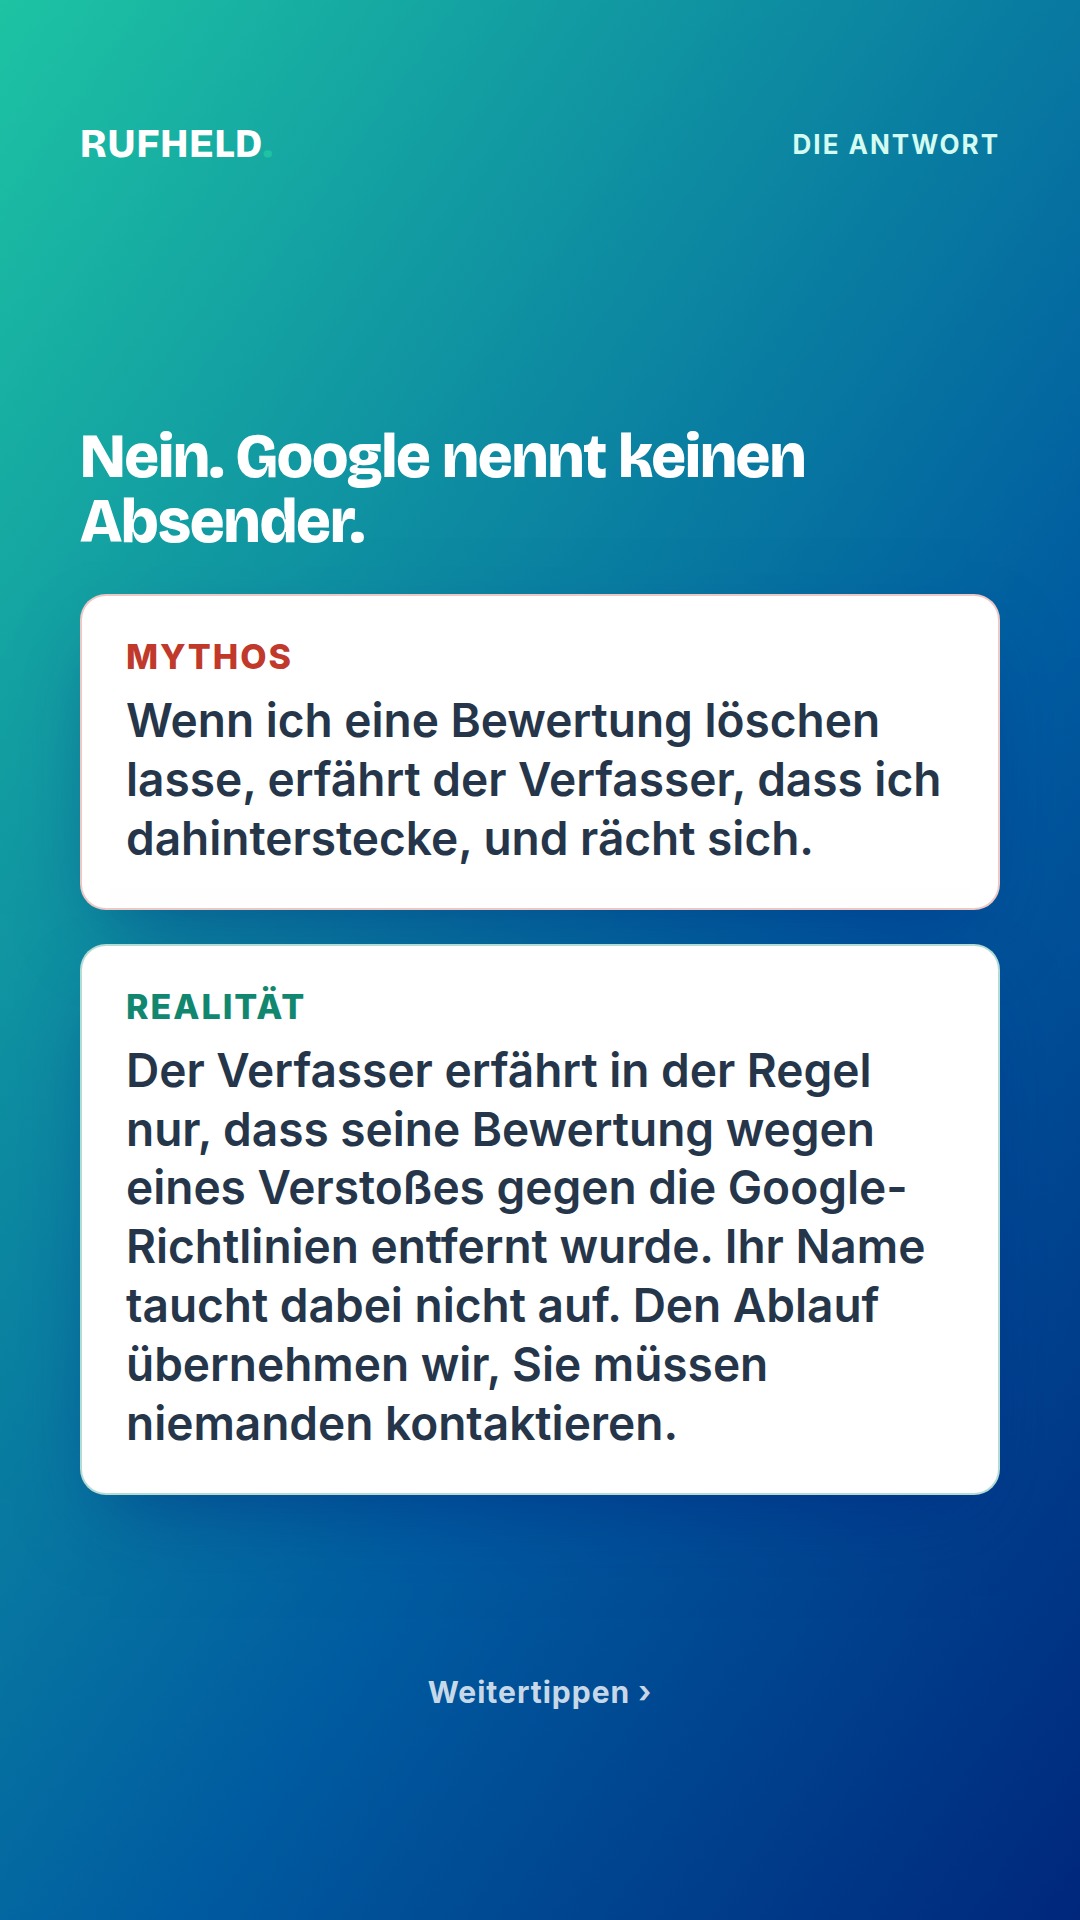 RUFHELD.
DIE ANTWORT
Nein. Google nennt keinen
Absender.
MYTHOS
Wenn ich eine Bewertung löschen
lasse, erfährt der Verfasser, dass ich
dahinterstecke, und rächt sich.
REALITÄT
Der Verfasser erfährt in der Regel
nur, dass seine Bewertung wegen
eines Verstoßes gegen die Google-
Richtlinien entfernt wurde. Ihr Name
taucht dabei nicht auf. Den Ablauf
übernehmen wir, Sie müssen
niemanden kontaktieren.
Weitertippen ›